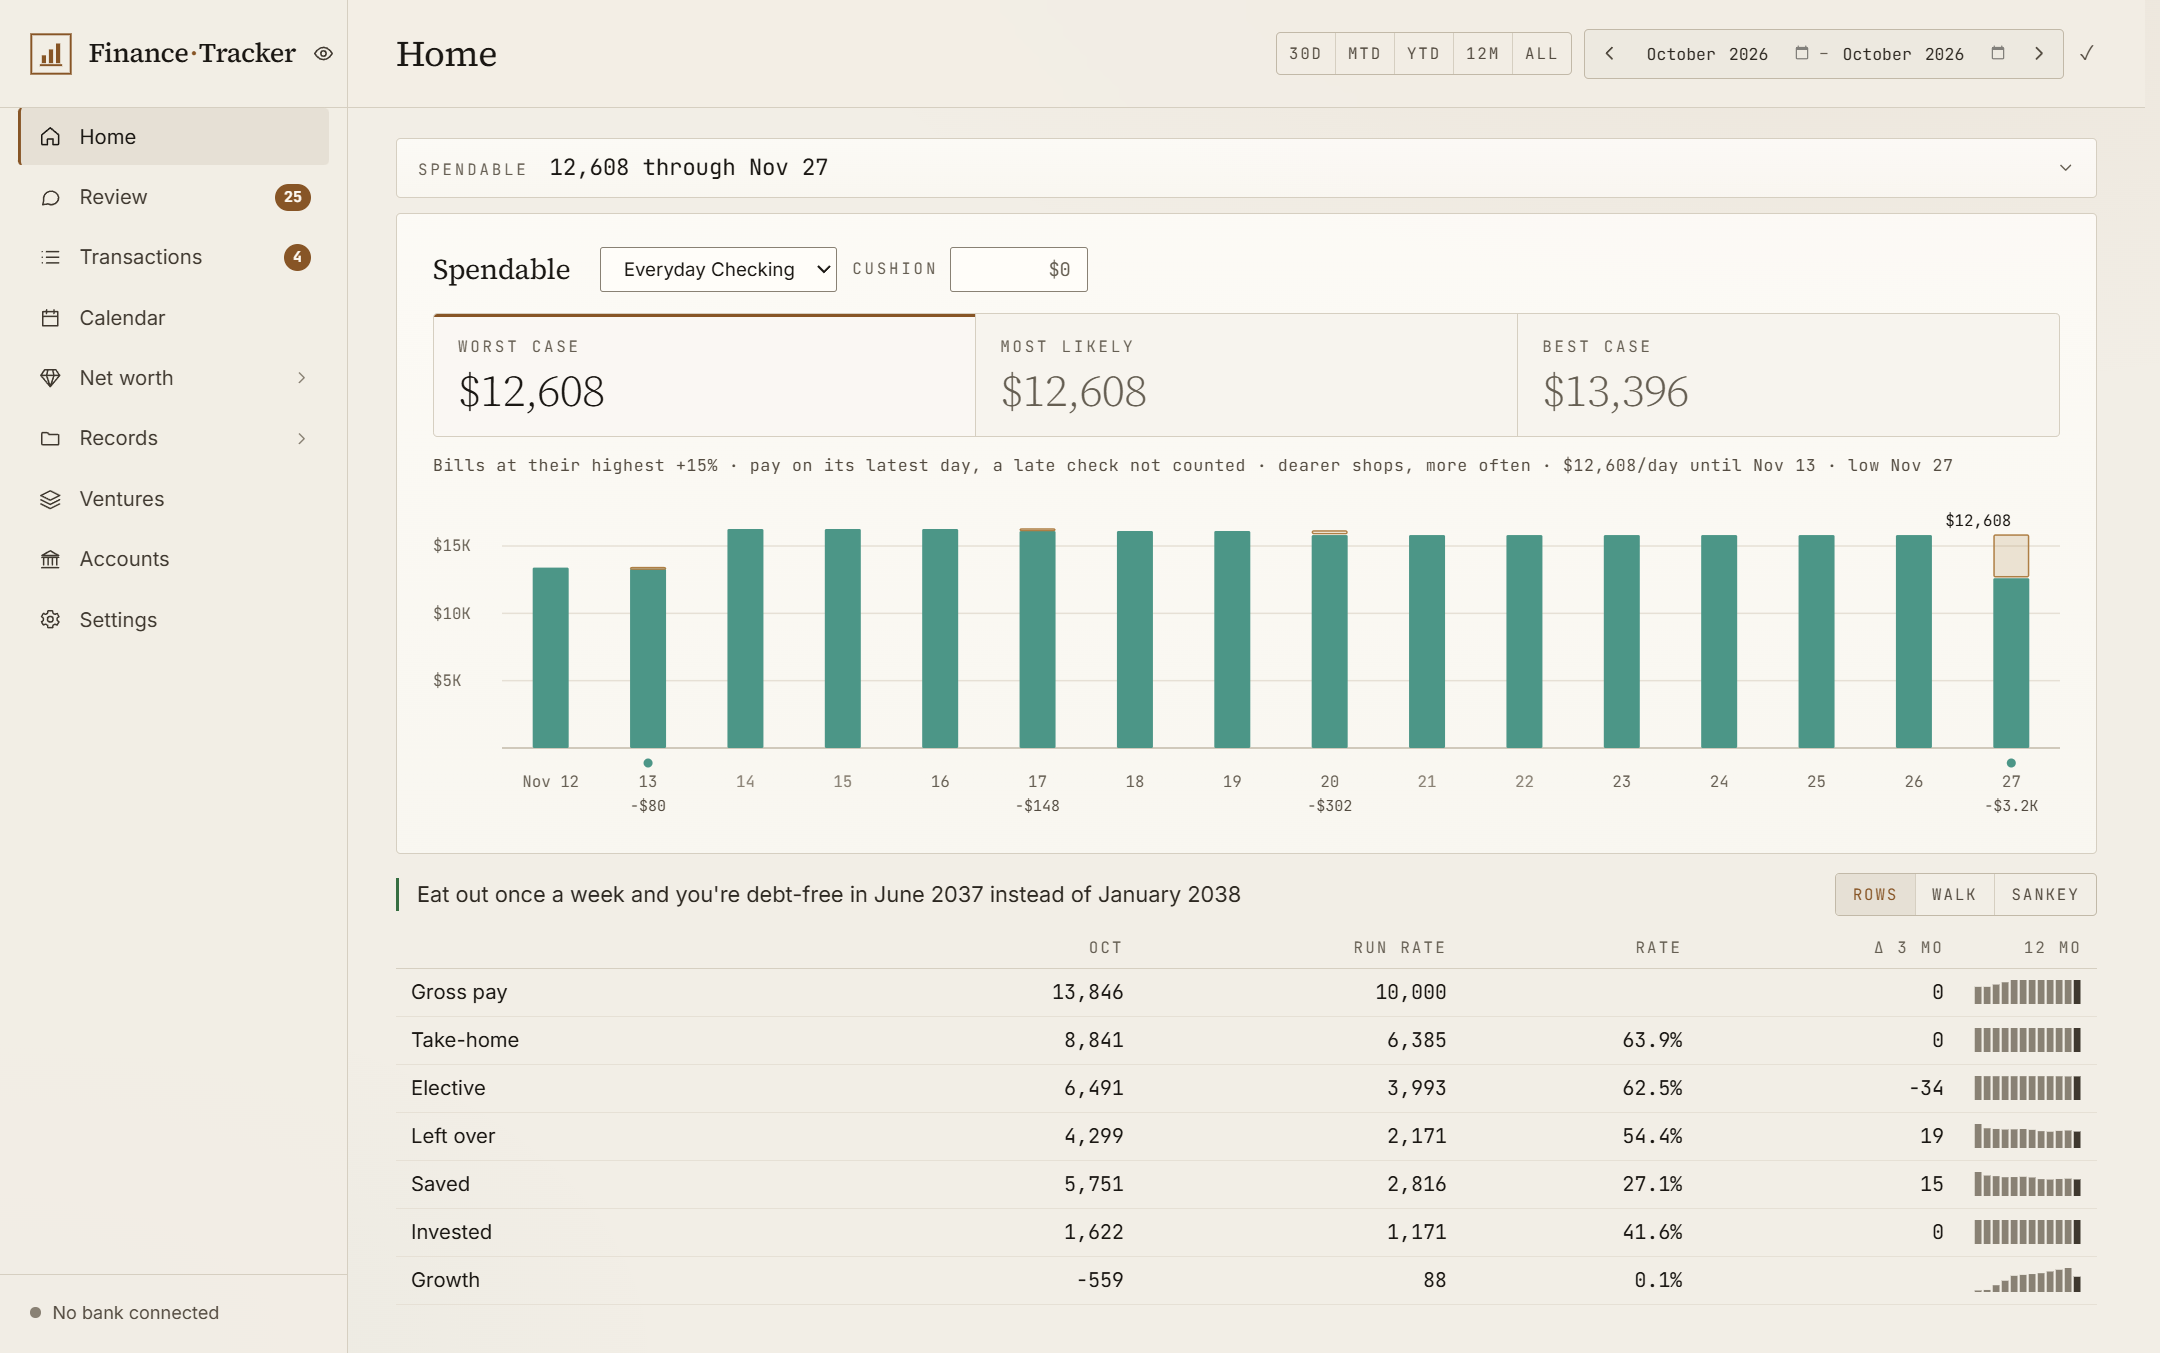 Finance·Tracker
Home
30D MTD YTD 12M ALL
October 2026 – October 2026
Home
Review 25
Transactions 4
Calendar
Net worth
Records
Ventures
Accounts
Settings
No bank connected
SPENDABLE 12,608 through Nov 27
Spendable Everyday Checking CUSHION $0
WORST CASE MOST LIKELY BEST CASE
$12,608 $12,608 $13,396
Bills at their highest +15% · pay on its latest day, a late check not counted · dearer shops, more often · $12,608/day until Nov 13 · low Nov 27
$12,608
$15K
$10K
$5K
Nov 12 13 14 15 16 17 18 19 20 21 22 23 24 25 26 27
-$80 -$148 -$302 -$3.2K
Eat out once a week and you're debt-free in June 2037 instead of January 2038
ROWS WALK SANKEY
OCT RUN RATE RATE Δ 3 MO 12 MO
Gross pay 13,846 10,000 0
Take-home 8,841 6,385 63.9% 0
Elective 6,491 3,993 62.5% -34
Left over 4,299 2,171 54.4% 19
Saved 5,751 2,816 27.1% 15
Invested 1,622 1,171 41.6% 0
Growth -559 88 0.1%